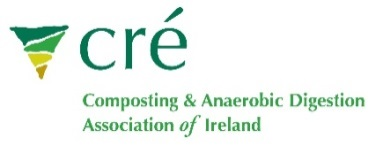 cré
Composting & Anaerobic Digestion
Association of Ireland